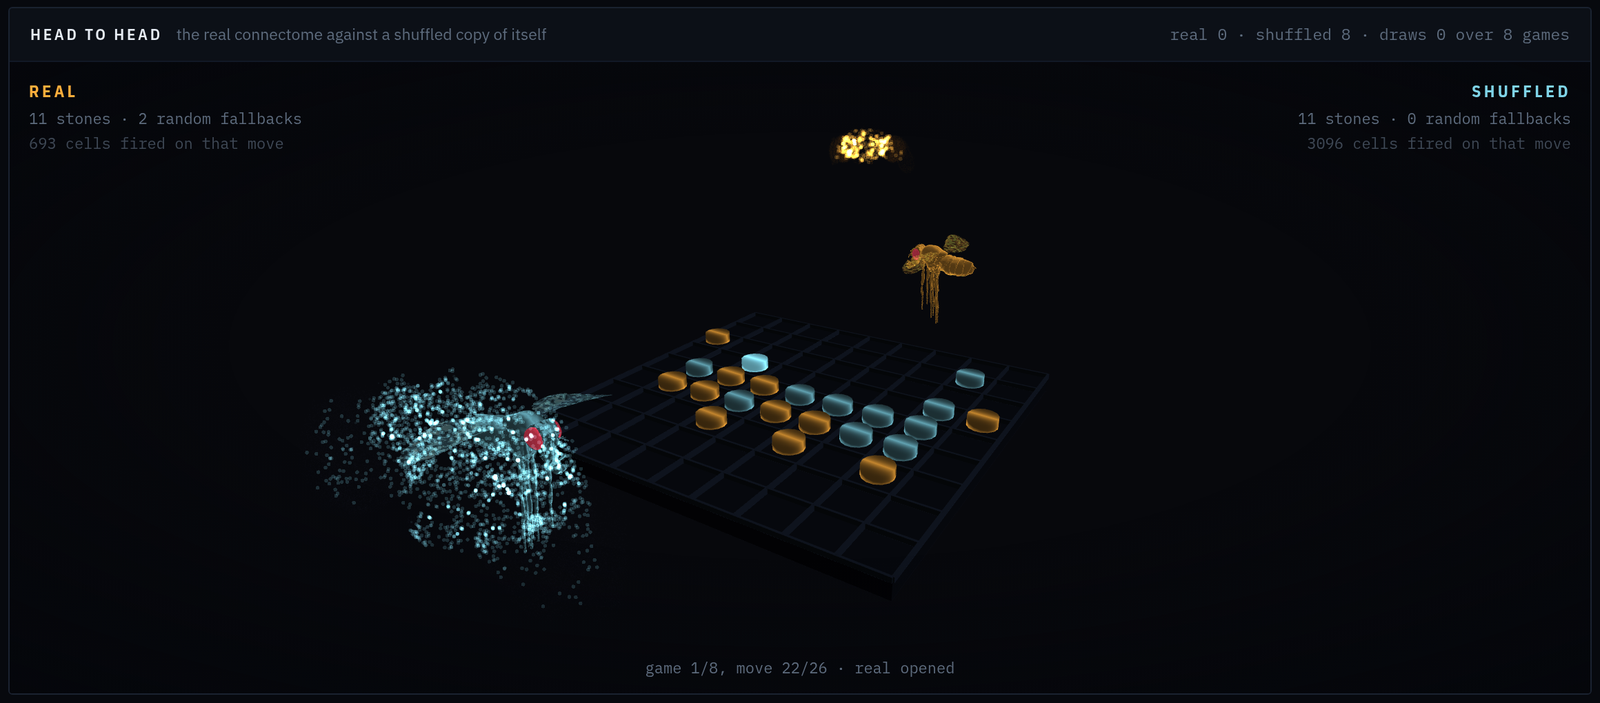 HEAD TO HEAD the real connectome against a shuffled copy of itself real 0 · shuffled 8 · draws 0 over 8 games
REAL
11 stones · 2 random fallbacks
693 cells fired on that move
SHUFFLED
11 stones · 0 random fallbacks
3096 cells fired on that move
game 1/8, move 22/26 · real opened